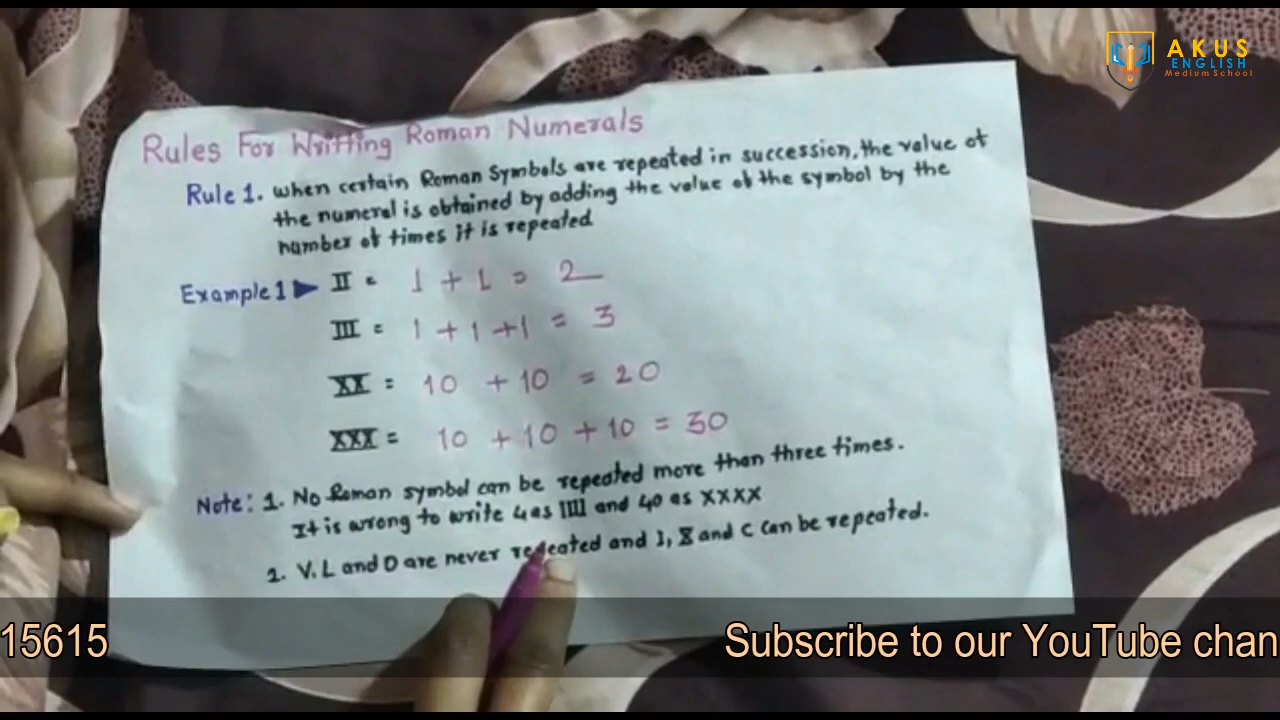 AKUS
ENGLISH
Medium School
Rules For Writting Roman Numerals
Rule 1. when certain Roman Symbols are repeated in succession, the value of
the numeral is obtained by adding the value of the symbol by the
number of times it is repeated
Example 1 ► II = 1 + 1 = 2
III = 1 + 1 + 1 = 3
XX = 10 + 10 = 20
XXX = 10 + 10 + 10 = 30
Note: 1. No Roman symbol can be repeated more than three times.
It is wrong to write 4 as IIII and 40 as XXXX
2. V, L and D are never repeated and I, X and C can be repeated.
15615 Subscribe to our YouTube chan